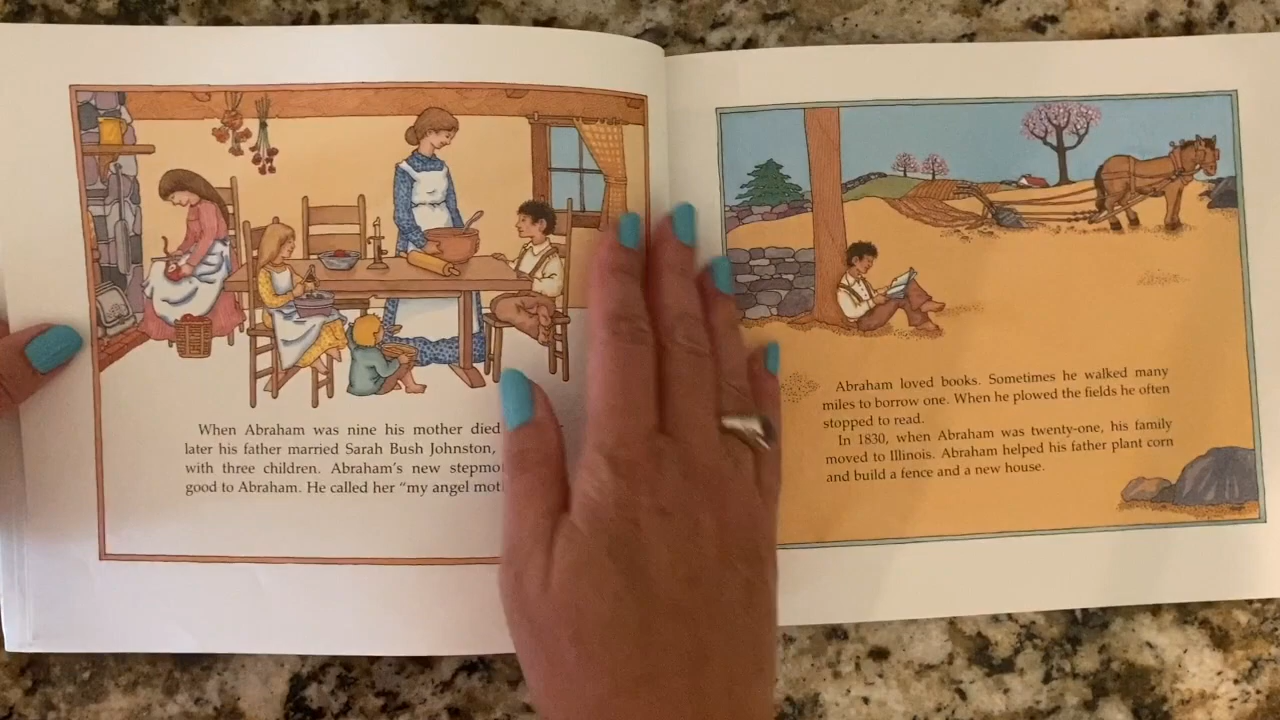 When Abraham was nine his mother died
later his father married Sarah Bush Johnston,
with three children. Abraham's new
good to Abraham. He called her "my angel
Abraham loved books. Sometimes he walked many
miles to borrow one. When he plowed the fields he often
stopped to read.
In 1830, when Abraham was twenty-one, his family
moved to Illinois. Abraham helped his father plant corn
and build a fence and a new house.